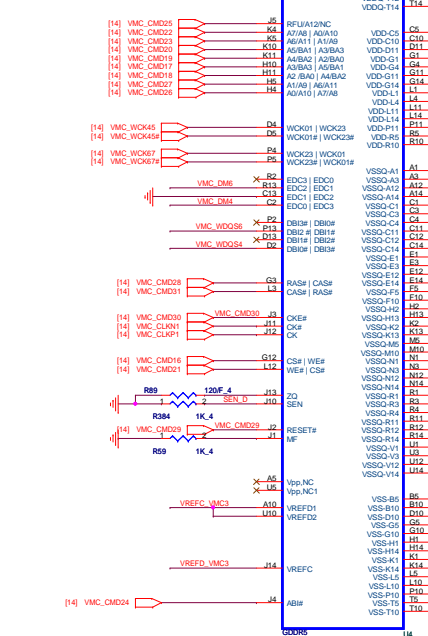 VDDQ-T14 T14
[14] VMC_CMD25 J5 RFU/A12/NC
[14] VMC_CMD22 K4 A7/A8 | A0/A10 VDD-C5 C5
[14] VMC_CMD23 K5 A6/A11 | A1/A9 VDD-C10 C10
[14] VMC_CMD20 K10 A5/BA1 | A3/BA3 VDD-D11 D11
[14] VMC_CMD19 K11 A4/BA2 | A2/BA0 VDD-G1 G1
[14] VMC_CMD17 H10 A3/BA3 | A5/BA1 VDD-G4 G4
[14] VMC_CMD18 H11 A2 /BA0 | A4/BA2 VDD-G11 G11
[14] VMC_CMD27 H5 A1/A9 | A6/A11 VDD-G14 G14
[14] VMC_CMD26 H4 A0/A10 | A7/A8 VDD-L1 L1
VDD-L4 L4
VDD-L11 L11
VDD-L14 L14
[14] VMC_WCK45 D4 WCK01 | WCK23 VDD-P11 P11
[14] VMC_WCK45# D5 WCK01# | WCK23# VDD-R5 R5
VDD-R10 R10
[14] VMC_WCK67 P4 WCK23 | WCK01
[14] VMC_WCK67# P5 WCK23# | WCK01#
VSSQ-A1 A1
R2 EDC3 | EDC0 VSSQ-A3 A3
VMC_DM6 R13 EDC2 | EDC1 VSSQ-A12 A12
C13 EDC1 | EDC2 VSSQ-A14 A14
VMC_DM4 C2 EDC0 | EDC3 VSSQ-C1 C1
VSSQ-C3 C3
P2 DBI3# | DBI0# VSSQ-C4 C4
VMC_WDQS6 P13 DBI2 # | DBI1# VSSQ-C11 C11
D13 DBI1# | DBI2# VSSQ-C12 C12
VMC_WDQS4 D2 DBI0# | DBI3# VSSQ-C14 C14
VSSQ-E1 E1
VSSQ-E3 E3
VSSQ-E12 E12
[14] VMC_CMD28 G3 RAS# | CAS# VSSQ-E14 E14
[14] VMC_CMD31 L3 CAS# | RAS# VSSQ-F5 F5
VSSQ-F10 F10
VSSQ-H2 H2
[14] VMC_CMD30 VMC_CMD30 J3 CKE# VSSQ-H13 H13
[14] VMC_CLKN1 J11 CK# VSSQ-K2 K2
[14] VMC_CLKP1 J12 CK VSSQ-K13 K13
VSSQ-M5 M5
VSSQ-M10 M10
[14] VMC_CMD16 G12 CS# | WE# VSSQ-N1 N1
[14] VMC_CMD21 L12 WE# | CS# VSSQ-N3 N3
VSSQ-N12 N12
VSSQ-N14 N14
R89 120/F_4 J13 ZQ VSSQ-R1 R1
1 2 SEN_D J10 SEN VSSQ-R3 R3
VSSQ-R4 R4
R384 1K_4 VSSQ-R11 R11
[14] VMC_CMD29 VMC_CMD29 J2 RESET# VSSQ-R12 R12
1 2 J1 MF VSSQ-R14 R14
VSSQ-V1 U1
R59 1K_4 VSSQ-V3 U3
VSSQ-V12 U12
VSSQ-V14 U14
A5 Vpp,NC
U5 Vpp,NC1
VSS-B5 B5
VREFC_VMC3 A10 VREFD1 VSS-B10 B10
U10 VREFD2 VSS-D10 D10
VSS-G5 G5
VSS-G10 G10
VSS-H1 H1
VSS-H14 H14
VSS-K1 K1
VREFD_VMC3 J14 VREFC VSS-K14 K14
VSS-L5 L5
VSS-L10 L10
VSS-P10 P10
[14] VMC_CMD24 J4 ABI# VSS-T5 T5
VSS-T10 T10
GDDR5 U4